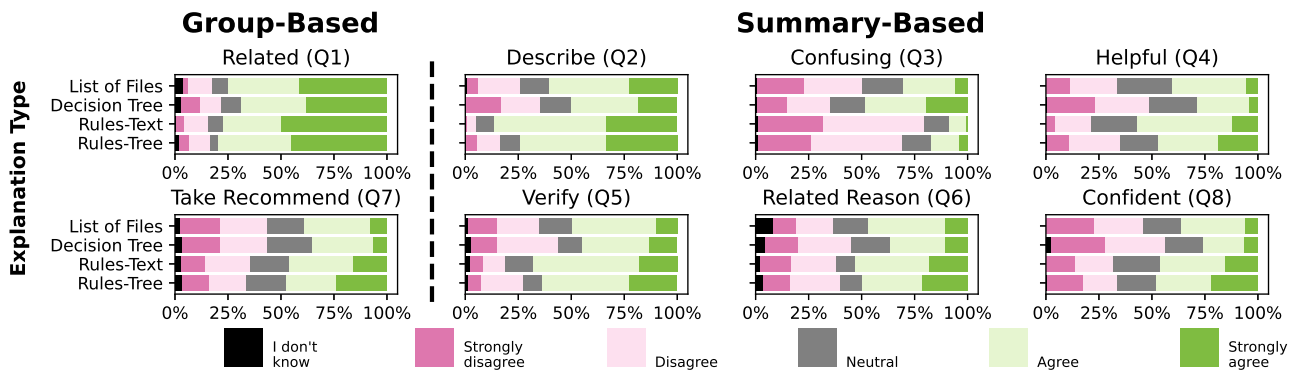 Group-Based
Summary-Based
Related (Q1)
Describe (Q2)
Confusing (Q3)
Helpful (Q4)
Explanation Type
List of Files
Decision Tree
Rules-Text
Rules-Tree
0% 25% 50% 75% 100%
0% 25% 50% 75% 100%
0% 25% 50% 75% 100%
0% 25% 50% 75% 100%
Take Recommend (Q7)
Verify (Q5)
Related Reason (Q6)
Confident (Q8)
List of Files
Decision Tree
Rules-Text
Rules-Tree
0% 25% 50% 75% 100%
0% 25% 50% 75% 100%
0% 25% 50% 75% 100%
0% 25% 50% 75% 100%
I don't
know
Strongly
disagree
Disagree
Neutral
Agree
Strongly
agree